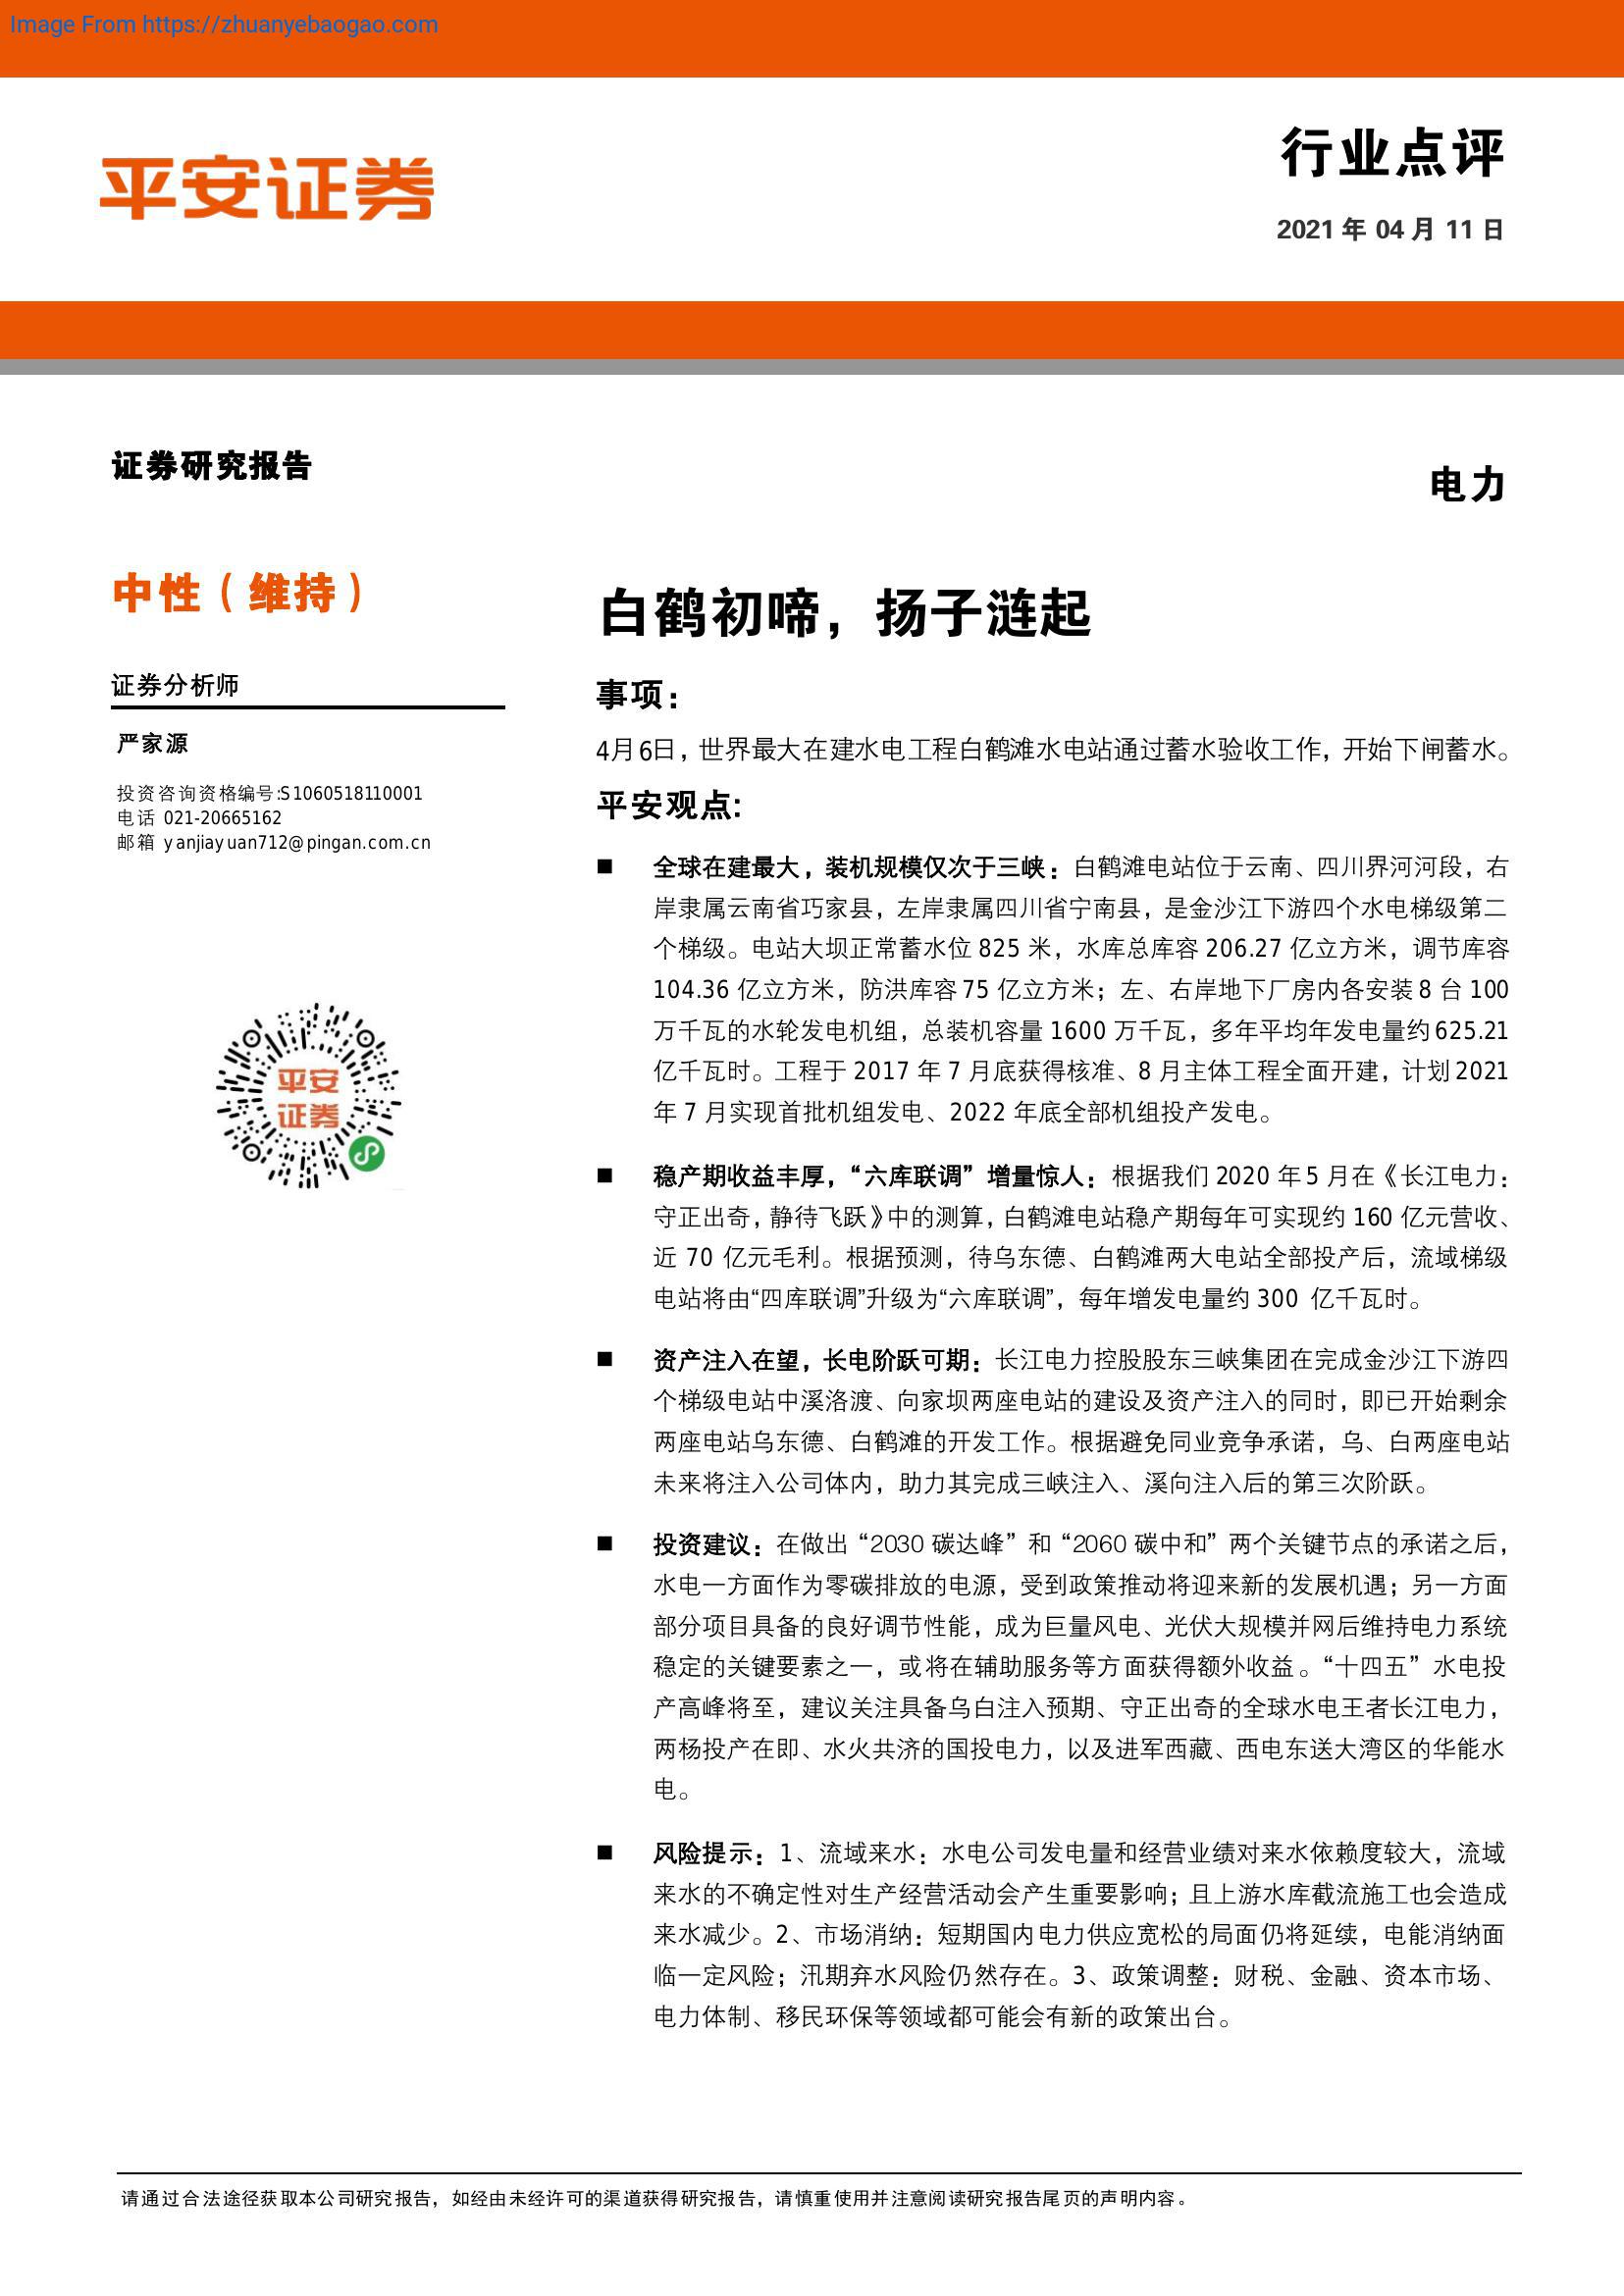 Image From https://zhuanyebaogao.com
平安证券
行业点评
2021 年 04 月 11 日
证券研究报告
电力
中性（维持）
证券分析师
严家源
投资咨询资格编号:S1060518110001
电话 021-20665162
邮箱 yanjiayuan712@pingan.com.cn
平安
证券
白鹤初啼，扬子涟起
事项：
4月6日，世界最大在建水电工程白鹤滩水电站通过蓄水验收工作，开始下闸蓄水。
平安观点:
■ 全球在建最大，装机规模仅次于三峡：白鹤滩电站位于云南、四川界河河段，右
岸隶属云南省巧家县，左岸隶属四川省宁南县，是金沙江下游四个水电梯级第二
个梯级。电站大坝正常蓄水位 825 米，水库总库容 206.27 亿立方米，调节库容
104.36 亿立方米，防洪库容 75 亿立方米；左、右岸地下厂房内各安装 8 台 100
万千瓦的水轮发电机组，总装机容量 1600 万千瓦，多年平均年发电量约 625.21
亿千瓦时。工程于 2017 年 7 月底获得核准、8 月主体工程全面开建，计划 2021
年 7 月实现首批机组发电、2022 年底全部机组投产发电。
■ 稳产期收益丰厚，“六库联调”增量惊人：根据我们 2020 年 5 月在《长江电力：
守正出奇，静待飞跃》中的测算，白鹤滩电站稳产期每年可实现约 160 亿元营收、
近 70 亿元毛利。根据预测，待乌东德、白鹤滩两大电站全部投产后，流域梯级
电站将由“四库联调”升级为“六库联调”，每年增发电量约 300 亿千瓦时。
■ 资产注入在望，长电阶跃可期：长江电力控股股东三峡集团在完成金沙江下游四
个梯级电站中溪洛渡、向家坝两座电站的建设及资产注入的同时，即已开始剩余
两座电站乌东德、白鹤滩的开发工作。根据避免同业竞争承诺，乌、白两座电站
未来将注入公司体内，助力其完成三峡注入、溪向注入后的第三次阶跃。
■ 投资建议：在做出“2030 碳达峰”和“2060 碳中和”两个关键节点的承诺之后，
水电一方面作为零碳排放的电源，受到政策推动将迎来新的发展机遇；另一方面
部分项目具备的良好调节性能，成为巨量风电、光伏大规模并网后维持电力系统
稳定的关键要素之一，或将在辅助服务等方面获得额外收益。“十四五”水电投
产高峰将至，建议关注具备乌白注入预期、守正出奇的全球水电王者长江电力，
两杨投产在即、水火共济的国投电力，以及进军西藏、西电东送大湾区的华能水
电。
■ 风险提示：1、流域来水：水电公司发电量和经营业绩对来水依赖度较大，流域
来水的不确定性对生产经营活动会产生重要影响；且上游水库截流施工也会造成
来水减少。2、市场消纳：短期国内电力供应宽松的局面仍将延续，电能消纳面
临一定风险；汛期弃水风险仍然存在。3、政策调整：财税、金融、资本市场、
电力体制、移民环保等领域都可能会有新的政策出台。
请通过合法途径获取本公司研究报告，如经由未经许可的渠道获得研究报告，请慎重使用并注意阅读研究报告尾页的声明内容。